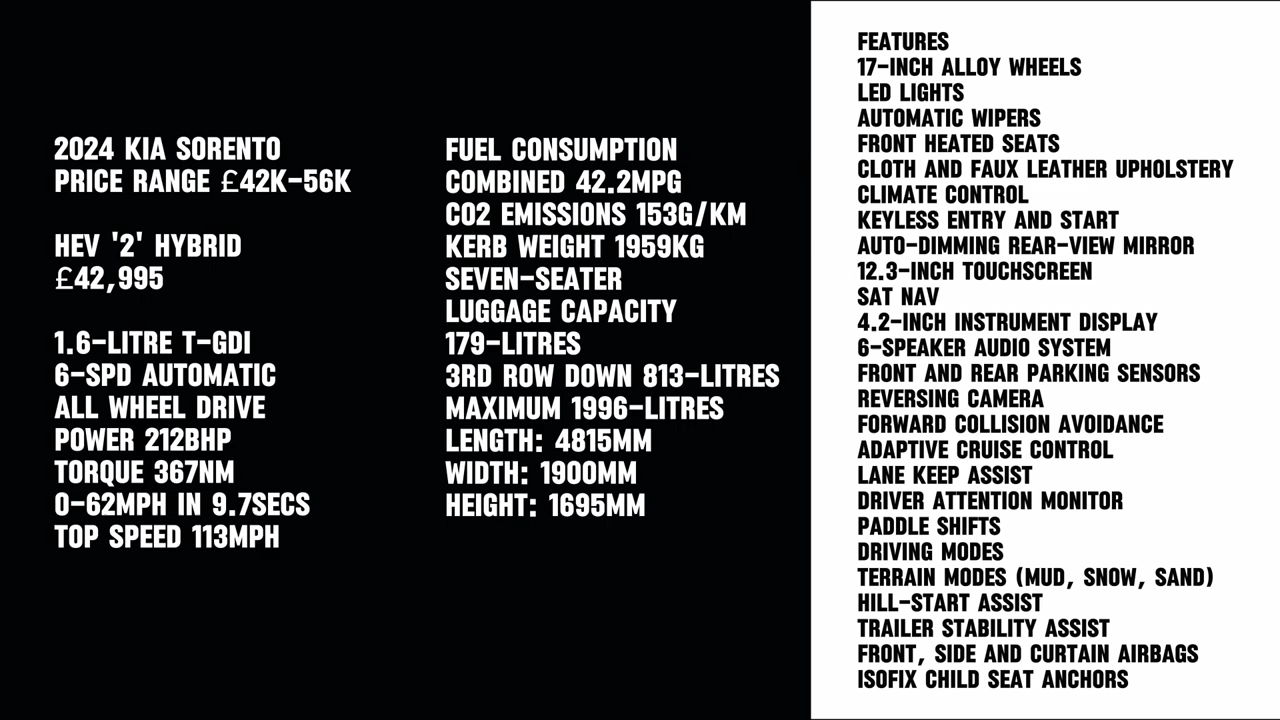 2024 KIA SORENTO
PRICE RANGE £42K-56K
HEV '2' HYBRID
£42,995
1.6-LITRE T-GDI
6-SPD AUTOMATIC
ALL WHEEL DRIVE
POWER 212BHP
TORQUE 367NM
0-62MPH IN 9.7SECS
TOP SPEED 113MPH
FUEL CONSUMPTION
COMBINED 42.2MPG
CO2 EMISSIONS 153G/KM
KERB WEIGHT 1959KG
SEVEN-SEATER
LUGGAGE CAPACITY
179-LITRES
3RD ROW DOWN 813-LITRES
MAXIMUM 1996-LITRES
LENGTH: 4815MM
WIDTH: 1900MM
HEIGHT: 1695MM
FEATURES
17-INCH ALLOY WHEELS
LED LIGHTS
AUTOMATIC WIPERS
FRONT HEATED SEATS
CLOTH AND FAUX LEATHER UPHOLSTERY
CLIMATE CONTROL
KEYLESS ENTRY AND START
AUTO-DIMMING REAR-VIEW MIRROR
12.3-INCH TOUCHSCREEN
SAT NAV
4.2-INCH INSTRUMENT DISPLAY
6-SPEAKER AUDIO SYSTEM
FRONT AND REAR PARKING SENSORS
REVERSING CAMERA
FORWARD COLLISION AVOIDANCE
ADAPTIVE CRUISE CONTROL
LANE KEEP ASSIST
DRIVER ATTENTION MONITOR
PADDLE SHIFTS
DRIVING MODES
TERRAIN MODES (MUD, SNOW, SAND)
HILL-START ASSIST
TRAILER STABILITY ASSIST
FRONT, SIDE AND CURTAIN AIRBAGS
ISOFIX CHILD SEAT ANCHORS